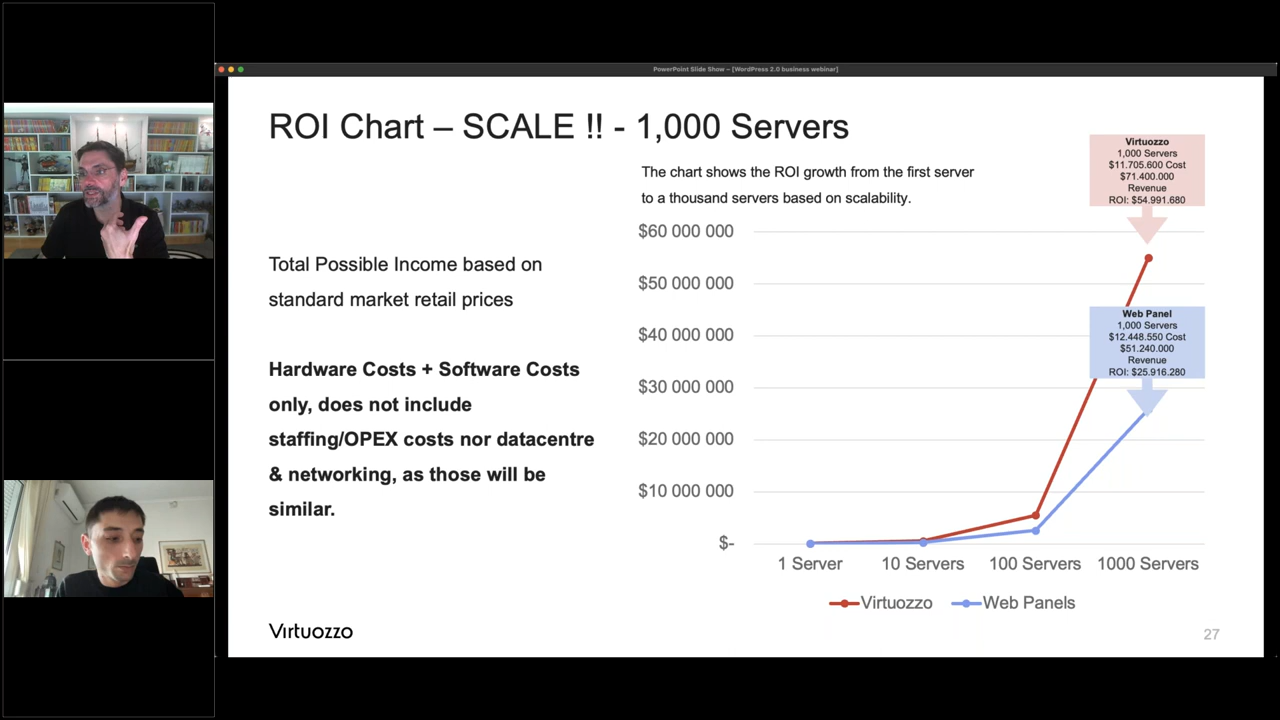 PowerPoint Slide Show – [WordPress 2.0 business webinar]
ROI Chart – SCALE !! - 1,000 Servers
The chart shows the ROI growth from the first server
to a thousand servers based on scalability.
Total Possible Income based on
standard market retail prices
Hardware Costs + Software Costs
only, does not include
staffing/OPEX costs nor datacentre
& networking, as those will be
similar.
Virtuozzo
1,000 Servers
$11.705.600 Cost
$71.400.000
Revenue
ROI: $54.991.680
Web Panel
1,000 Servers
$12.448.550 Cost
$51.240.000
Revenue
ROI: $25.916.280
$60 000 000
$50 000 000
$40 000 000
$30 000 000
$20 000 000
$10 000 000
$-
1 Server 10 Servers 100 Servers 1000 Servers
Virtuozzo Web Panels
Virtuozzo
27